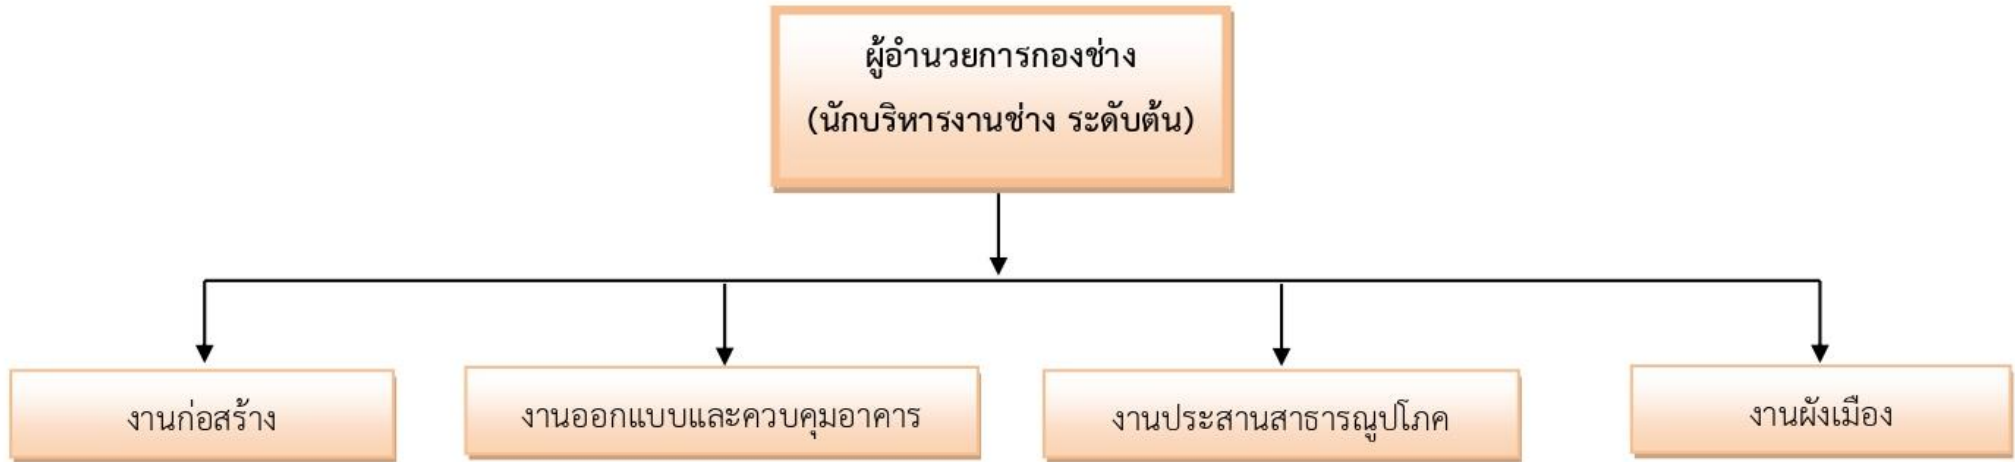 ผู้อำนวยการกองช่าง
(นักบริหารงานช่าง ระดับต้น)
งานก่อสร้าง
งานออกแบบและควบคุมอาคาร
งานประสานสาธารณูปโภค
งานผังเมือง